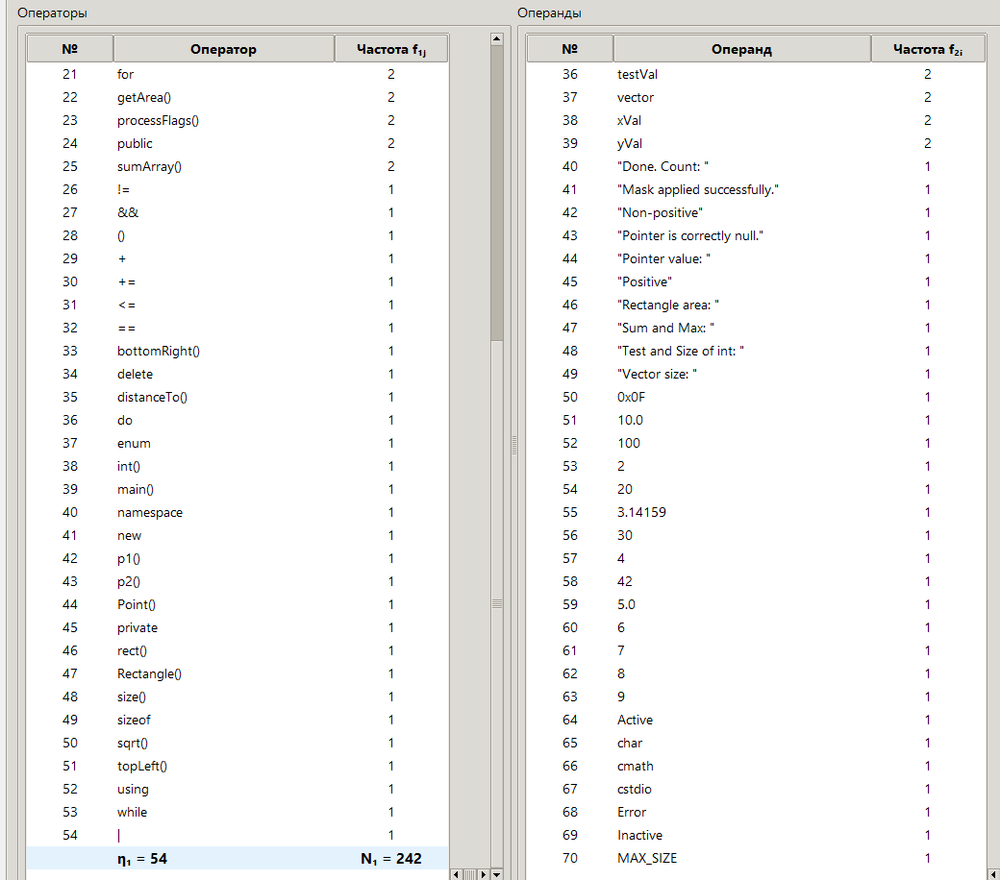 Операторы
№ Оператор Частота f₁ⱼ
21 for 2
22 getArea() 2
23 processFlags() 2
24 public 2
25 sumArray() 2
26 != 1
27 && 1
28 () 1
29 + 1
30 += 1
31 <= 1
32 == 1
33 bottomRight() 1
34 delete 1
35 distanceTo() 1
36 do 1
37 enum 1
38 int() 1
39 main() 1
40 namespace 1
41 new 1
42 p1() 1
43 p2() 1
44 Point() 1
45 private 1
46 rect() 1
47 Rectangle() 1
48 size() 1
49 sizeof 1
50 sqrt() 1
51 topLeft() 1
52 using 1
53 while 1
54 | 1
η₁ = 54 N₁ = 242
Операнды
№ Операнд Частота f₂ᵢ
36 testVal 2
37 vector 2
38 xVal 2
39 yVal 2
40 "Done. Count: " 1
41 "Mask applied successfully." 1
42 "Non-positive" 1
43 "Pointer is correctly null." 1
44 "Pointer value: " 1
45 "Positive" 1
46 "Rectangle area: " 1
47 "Sum and Max: " 1
48 "Test and Size of int: " 1
49 "Vector size: " 1
50 0x0F 1
51 10.0 1
52 100 1
53 2 1
54 20 1
55 3.14159 1
56 30 1
57 4 1
58 42 1
59 5.0 1
60 6 1
61 7 1
62 8 1
63 9 1
64 Active 1
65 char 1
66 cmath 1
67 cstdio 1
68 Error 1
69 Inactive 1
70 MAX_SIZE 1